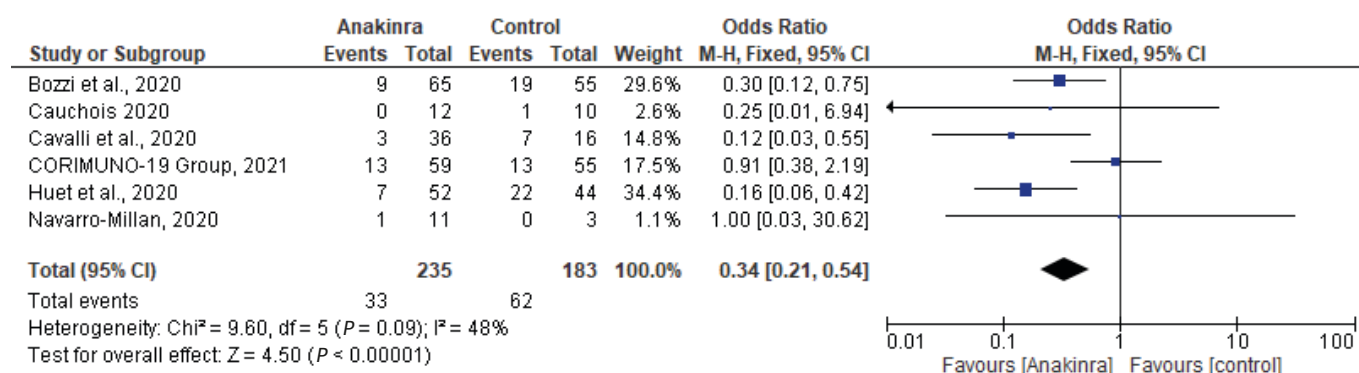 Anakinra Control Odds Ratio Odds Ratio
Study or Subgroup Events Total Events Total Weight M-H, Fixed, 95% CI M-H, Fixed, 95% CI
Bozzi et al., 2020 9 65 19 55 29.6% 0.30 [0.12, 0.75]
Cauchois 2020 0 12 1 10 2.6% 0.25 [0.01, 6.94]
Cavalli et al., 2020 3 36 7 16 14.8% 0.12 [0.03, 0.55]
CORIMUNO-19 Group, 2021 13 59 13 55 17.5% 0.91 [0.38, 2.19]
Huet et al., 2020 7 52 22 44 34.4% 0.16 [0.06, 0.42]
Navarro-Millan, 2020 1 11 0 3 1.1% 1.00 [0.03, 30.62]
Total (95% CI) 235 183 100.0% 0.34 [0.21, 0.54]
Total events 33 62
Heterogeneity: Chi² = 9.60, df = 5 (P = 0.09); I² = 48%
Test for overall effect: Z = 4.50 (P < 0.00001)
0.01 0.1 1 10 100
Favours [Anakinra] Favours [control]